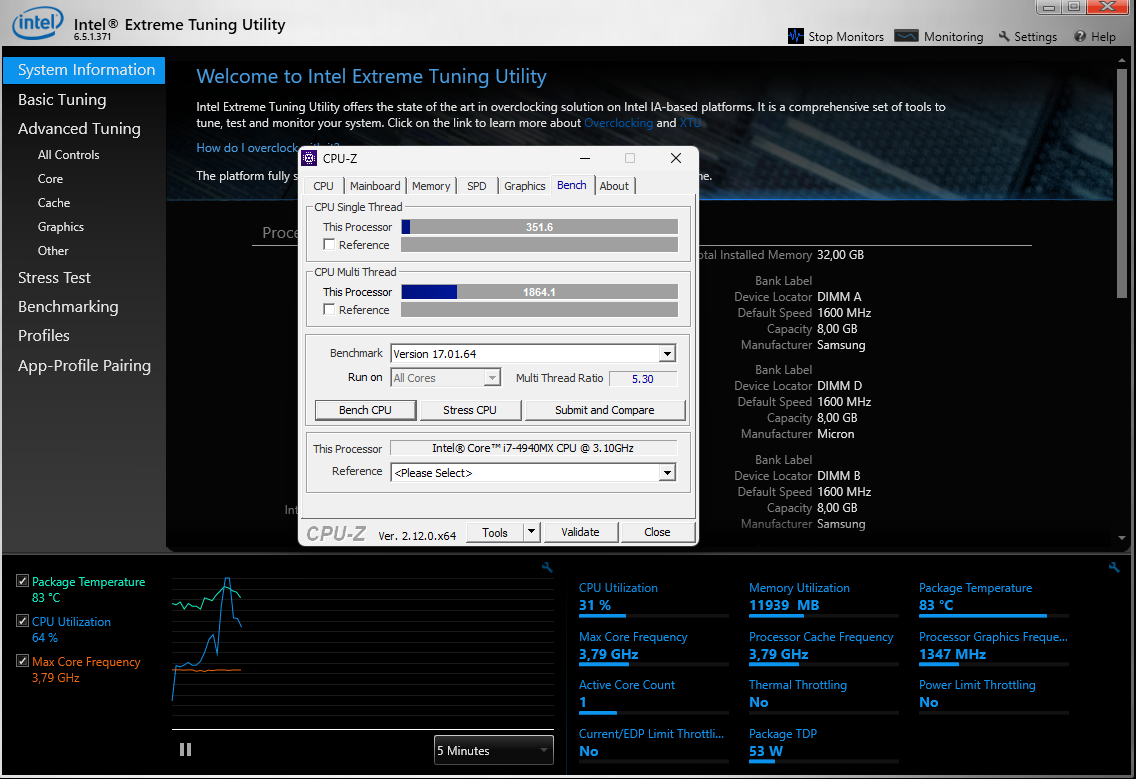 intel
Intel® Extreme Tuning Utility
6.5.1.371
Stop Monitors
Monitoring
Settings
Help
System Information
Basic Tuning
Advanced Tuning
All Controls
Core
Cache
Graphics
Other
Stress Test
Benchmarking
Profiles
App-Profile Pairing
Welcome to Intel Extreme Tuning Utility
Intel Extreme Tuning Utility offers the state of the art in overclocking solution on Intel IA-based platforms. It is a comprehensive set of tools to
tune, test and monitor your system. Click on the link to learn more about Overclocking and XTU
How do I overclock with it?
The platform fully s
ne.
Proce
Int
CPU-Z
CPU
Mainboard
Memory
SPD
Graphics
Bench
About
CPU Single Thread
This Processor 351.6
Reference
CPU Multi Thread
This Processor 1864.1
Reference
Benchmark Version 17.01.64
Run on All Cores Multi Thread Ratio 5.30
Bench CPU Stress CPU Submit and Compare
This Processor Intel® Core™ i7-4940MX CPU @ 3.10GHz
Reference <Please Select>
CPU-Z Ver. 2.12.0.x64 Tools Validate Close
otal Installed Memory 32,00 GB
Bank Label
Device Locator DIMM A
Default Speed 1600 MHz
Capacity 8,00 GB
Manufacturer Samsung
Bank Label
Device Locator DIMM D
Default Speed 1600 MHz
Capacity 8,00 GB
Manufacturer Micron
Bank Label
Device Locator DIMM B
Default Speed 1600 MHz
Capacity 8,00 GB
Manufacturer Samsung
Package Temperature
83 °C
CPU Utilization
64 %
Max Core Frequency
3,79 GHz
5 Minutes
CPU Utilization
31 %
Memory Utilization
11939 MB
Package Temperature
83 °C
Max Core Frequency
3,79 GHz
Processor Cache Frequency
3,79 GHz
Processor Graphics Freque...
1347 MHz
Active Core Count
1
Thermal Throttling
No
Power Limit Throttling
No
Current/EDP Limit Throttli...
No
Package TDP
53 W